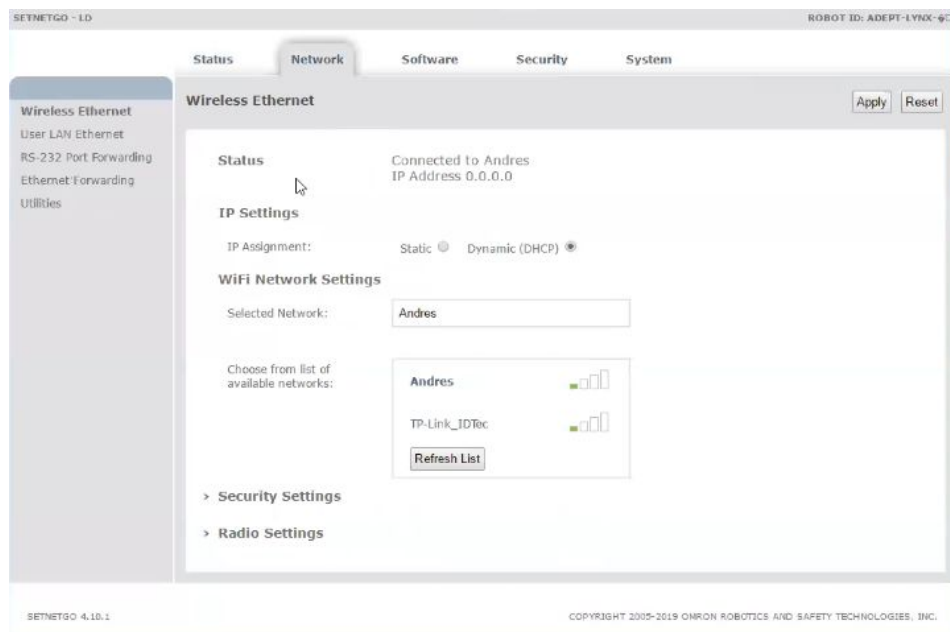 SETNETGO - LD
ROBOT ID: ADEPT-LYNX-
Status Network Software Security System
Wireless Ethernet
User LAN Ethernet
RS-232 Port Forwarding
Ethernet Forwarding
Utilities
Wireless Ethernet
Apply Reset
Status
Connected to Andres
IP Address 0.0.0.0
IP Settings
IP Assignment: Static Dynamic (DHCP)
WiFi Network Settings
Selected Network: Andres
Choose from list of
available networks:
Andres
TP-Link_IDTec
Refresh List
> Security Settings
> Radio Settings
SETNETGO 4.10.1
COPYRIGHT 2005-2019 OMRON ROBOTICS AND SAFETY TECHNOLOGIES, INC.